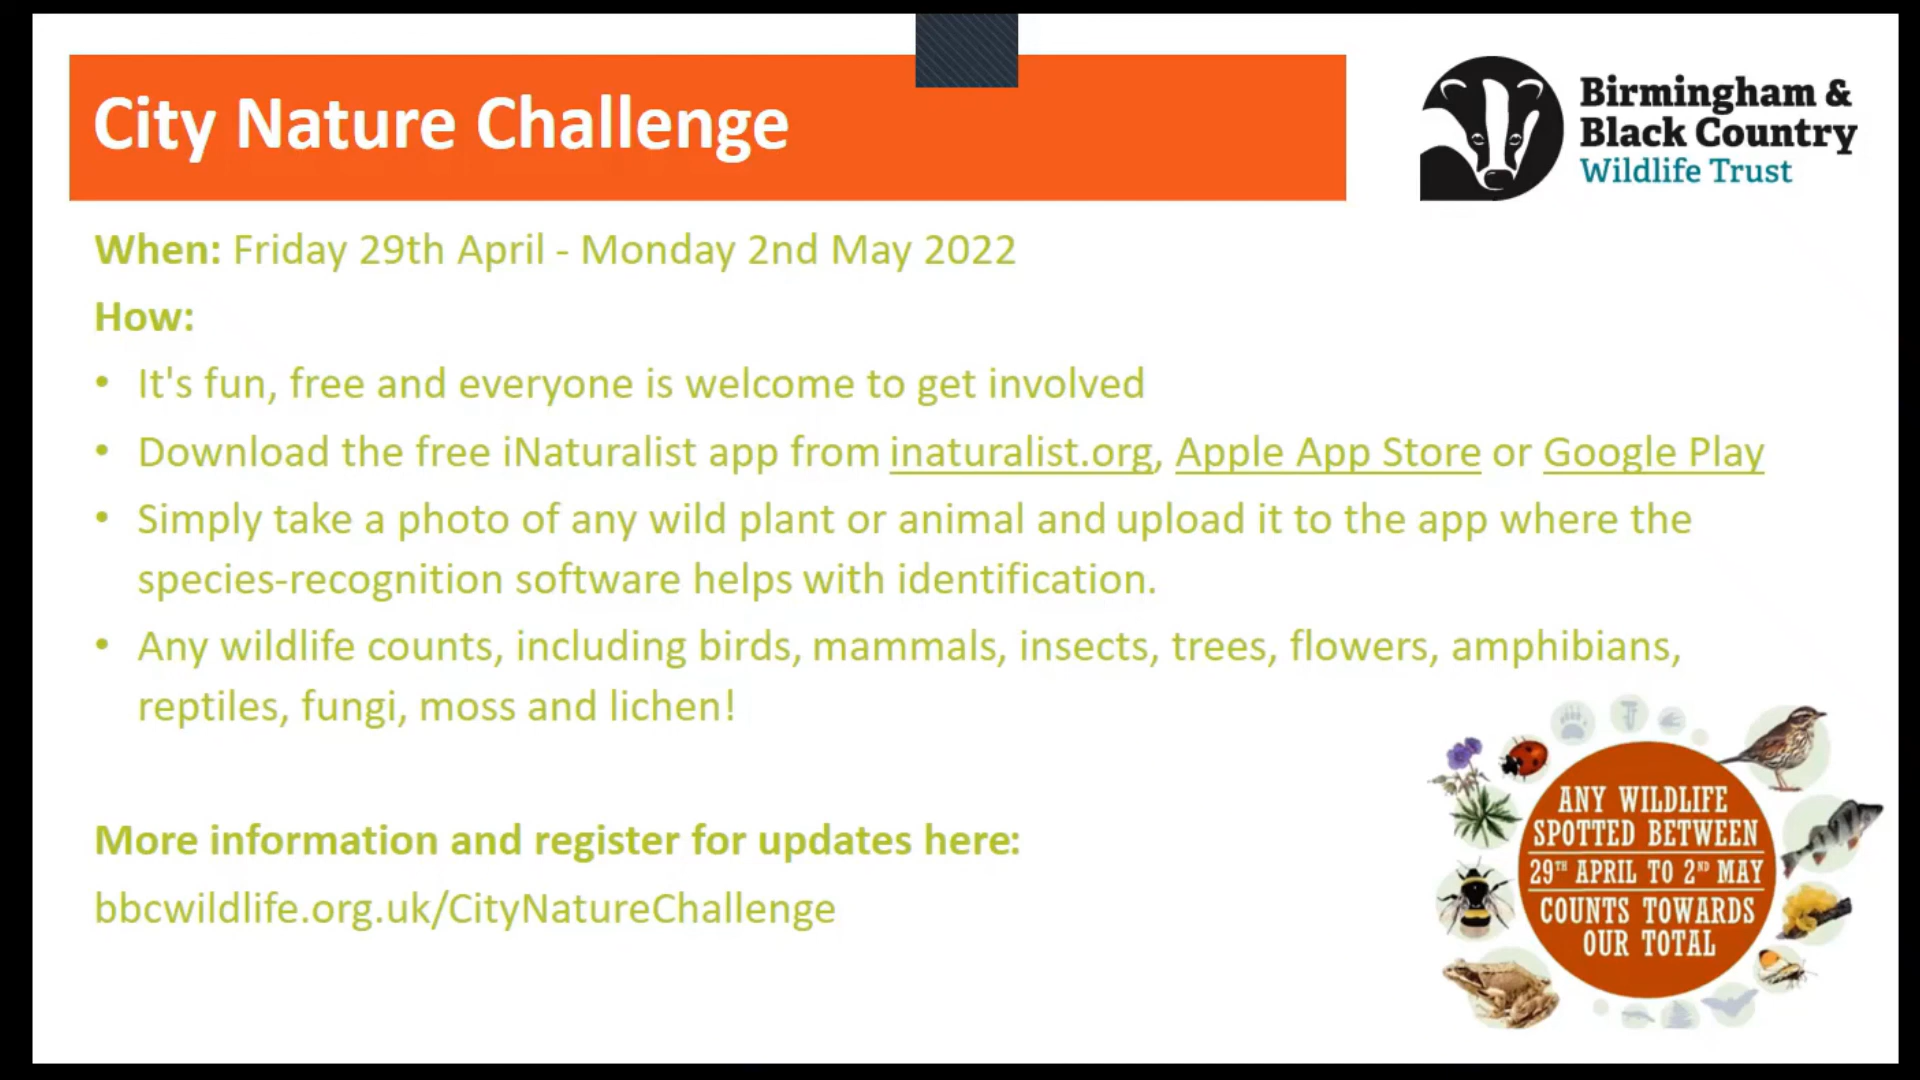 City Nature Challenge
Birmingham &
Black Country
Wildlife Trust
When: Friday 29th April - Monday 2nd May 2022
How:
• It's fun, free and everyone is welcome to get involved
• Download the free iNaturalist app from inaturalist.org, Apple App Store or Google Play
• Simply take a photo of any wild plant or animal and upload it to the app where the
species-recognition software helps with identification.
• Any wildlife counts, including birds, mammals, insects, trees, flowers, amphibians,
reptiles, fungi, moss and lichen!
More information and register for updates here:
bbcwildlife.org.uk/CityNatureChallenge
ANY WILDLIFE
SPOTTED BETWEEN
29TH APRIL TO 2ND MAY
COUNTS TOWARDS
OUR TOTAL